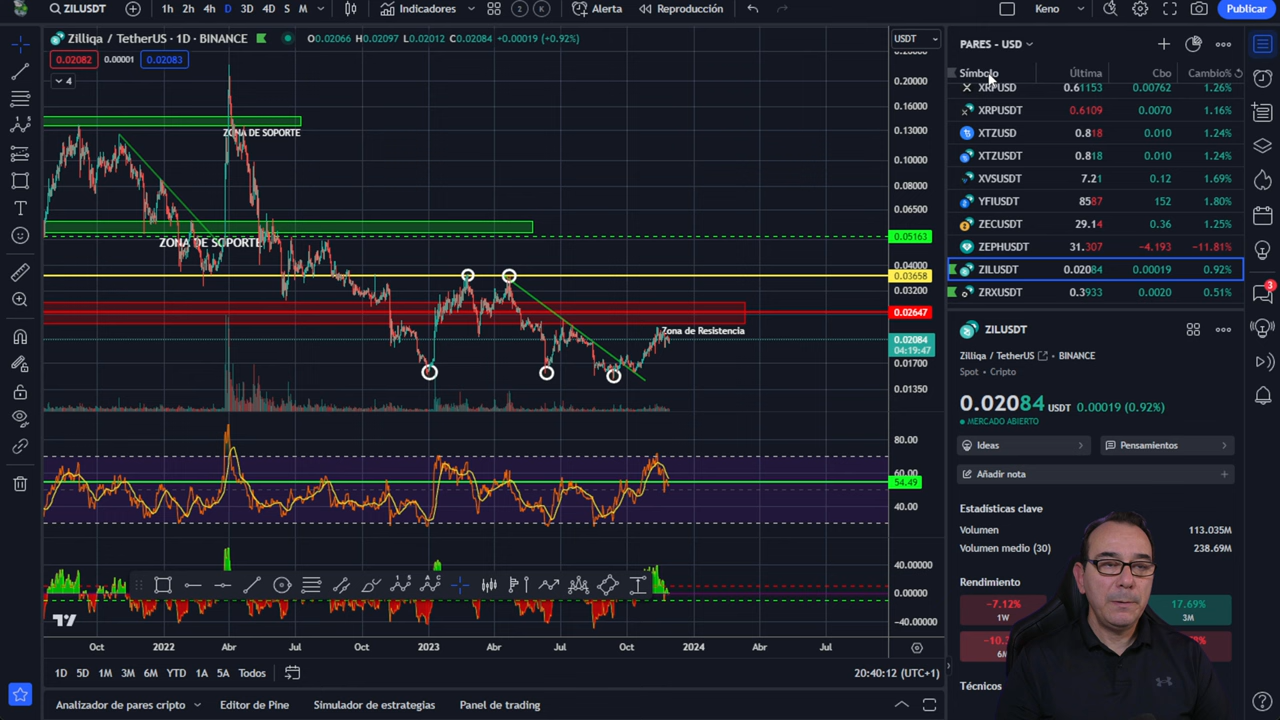 ZILUSDT
1h 2h 4h D 3D 4D S M
Indicadores
2 K
Alerta
Reproducción
Keno
Publicar
Zilliqa / TetherUS · 1D · BINANCE
O0.02066 H0.02097 L0.02012 C0.02084 +0.00019 (+0.92%)
USDT
0.02082 0.00001 0.02083
4
0.20000
0.16000
0.13000
0.10000
0.08000
0.06500
0.05163
0.04000
0.03658
0.03200
0.02647
0.02084
04:19:47
0.01700
0.01350
ZONA DE SOPORTE
ZONA DE SOPORTE
Zona de Resistencia
80.00
60.00
54.49
40.00
40.00000
0.00000
-40.00000
Oct 2022 Abr Jul Oct 2023 Abr Jul Oct 2024 Abr Jul
1D 5D 1M 3M 6M YTD 1A 5A Todos
20:40:12 (UTC+1)
Analizador de pares cripto
Editor de Pine
Simulador de estrategias
Panel de trading
PARES - USD
Símbolo Última Cbo Cambio%
XRPUSD 0.61153 0.00762 1.26%
XRPUSDT 0.6109 0.0070 1.16%
XTZUSD 0.818 0.010 1.24%
XTZUSDT 0.818 0.010 1.24%
XVSUSDT 7.21 0.12 1.69%
YFIUSDT 8587 152 1.80%
ZECUSDT 29.14 0.36 1.25%
ZEPHUSDT 31.307 -4.193 -11.81%
ZILUSDT 0.02084 0.00019 0.92%
ZRXUSDT 0.3933 0.0020 0.51%
ZILUSDT
Zilliqa / TetherUS · BINANCE
Spot · Cripto
0.02084 USDT 0.00019 (0.92%)
MERCADO ABIERTO
Ideas
Pensamientos
Añadir nota
Estadísticas clave
Volumen 113.035M
Volumen medio (30) 238.69M
Rendimiento
-7.12%
1W
17.69%
3M
Técnicos
3